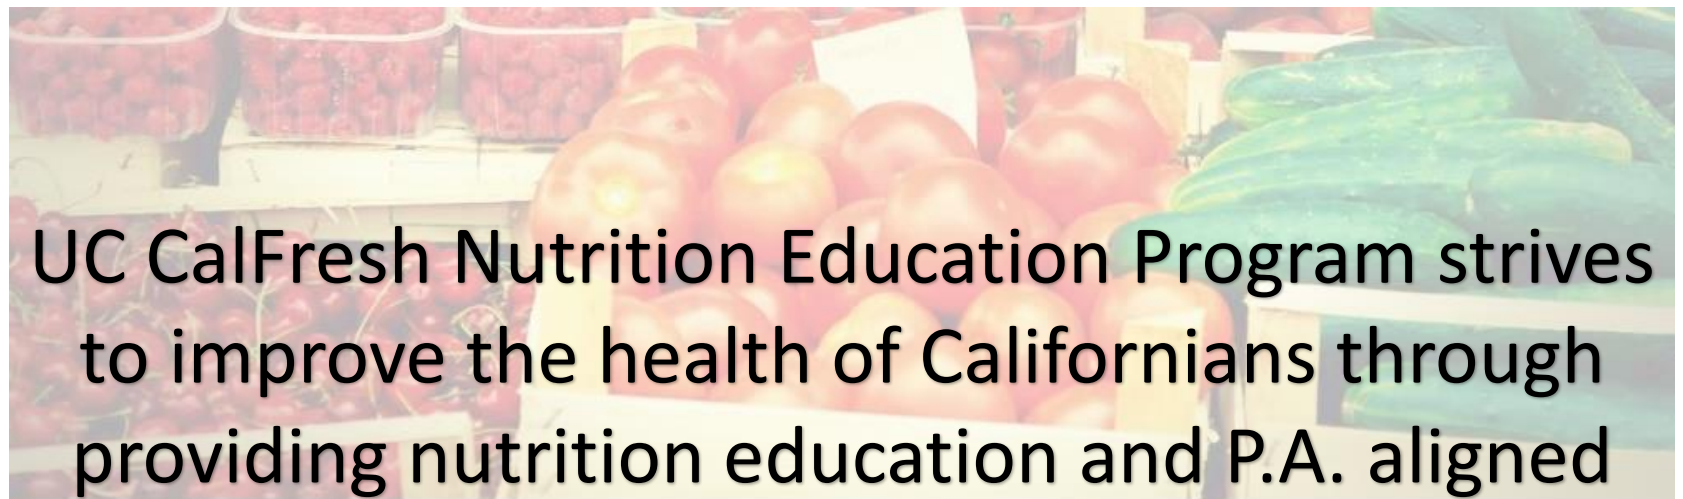 UC CalFresh Nutrition Education Program strives
to improve the health of Californians through
providing nutrition education and P.A. aligned